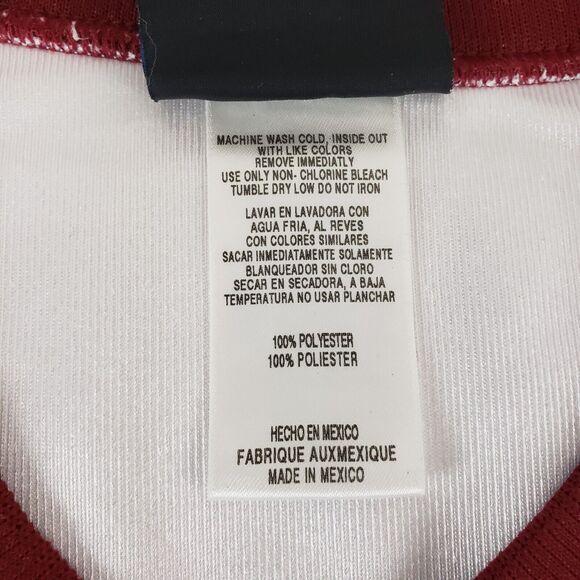 MACHINE WASH COLD, INSIDE OUT
WITH LIKE COLORS
REMOVE IMMEDIATLY
USE ONLY NON- CHLORINE BLEACH
TUMBLE DRY LOW DO NOT IRON
LAVAR EN LAVADORA CON
AGUA FRIA, AL REVES
CON COLORES SIMILARES
SACAR INMEDIATAMENTE SOLAMENTE
BLANQUEADOR SIN CLORO
SECAR EN SECADORA, A BAJA
TEMPERATURA NO USAR PLANCHAR
100% POLYESTER
100% POLIESTER
HECHO EN MEXICO
FABRIQUE AUXMEXIQUE
MADE IN MEXICO